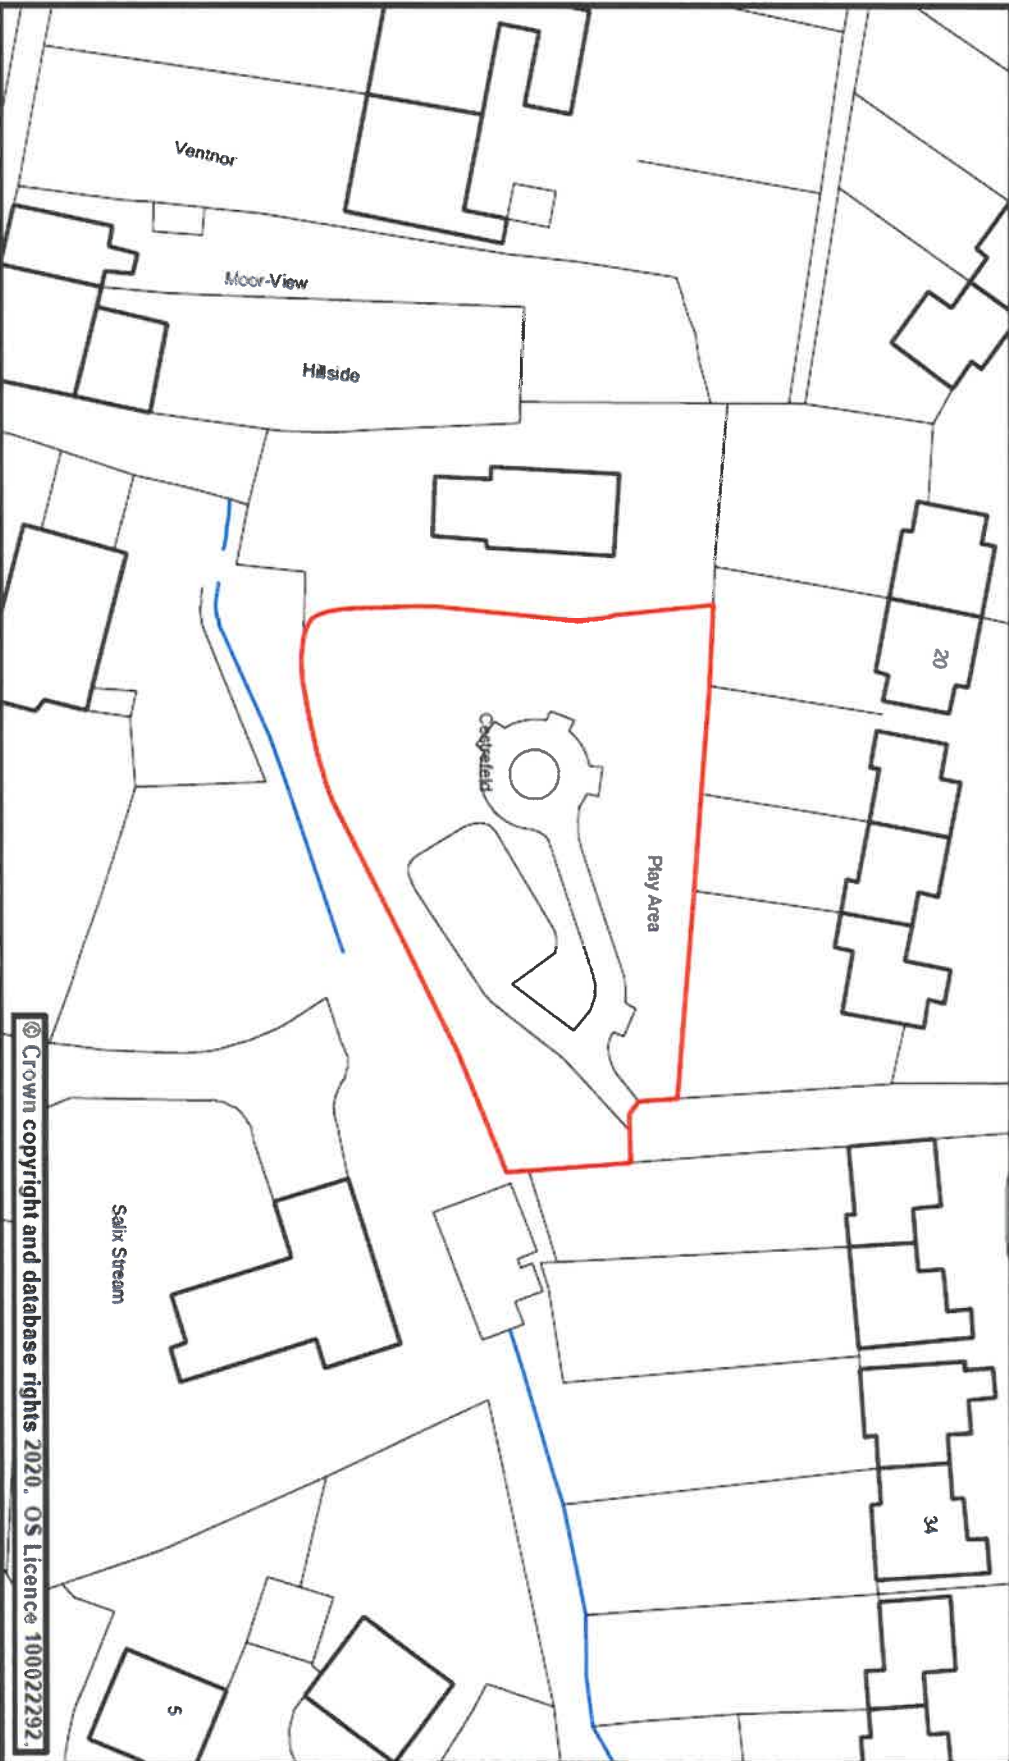 Ventnor
Moor-View
Hillside
20
Play Area
Salix Stream
34
5
© Crown copyright and database rights 2020. OS Licence 100022292.